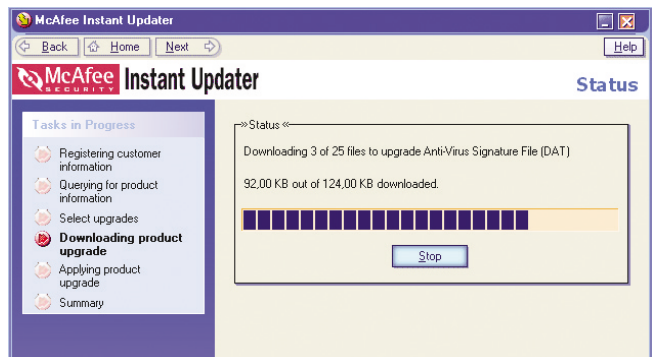 McAfee Instant Updater
Back Home Next Help
McAfee SECURITY Instant Updater
Status
Tasks in Progress
Registering customer
information
Querying for product
information
Select upgrades
Downloading product
upgrade
Applying product
upgrade
Summary
»Status«
Downloading 3 of 25 files to upgrade Anti-Virus Signature File (DAT)
92,00 KB out of 124,00 KB downloaded.
Stop